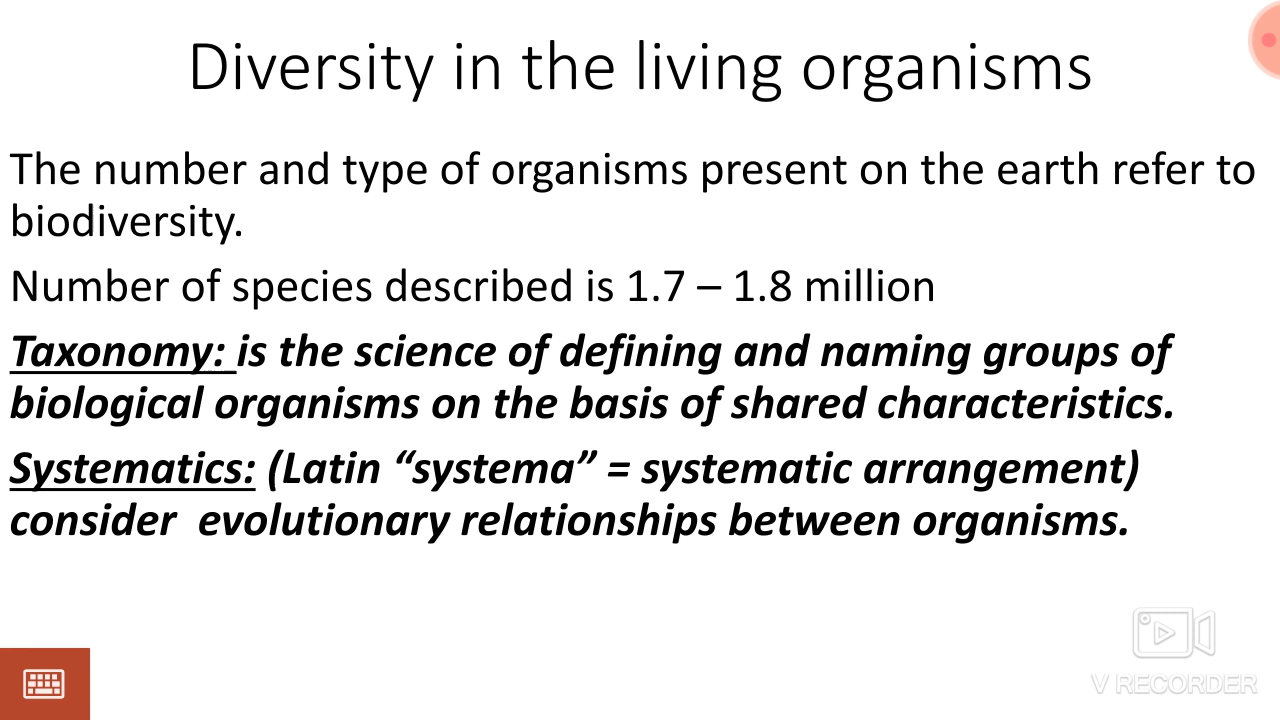 Diversity in the living organisms
The number and type of organisms present on the earth refer to
biodiversity.
Number of species described is 1.7 – 1.8 million
Taxonomy: is the science of defining and naming groups of
biological organisms on the basis of shared characteristics.
Systematics: (Latin “systema” = systematic arrangement)
consider  evolutionary relationships between organisms.
V RECORDER